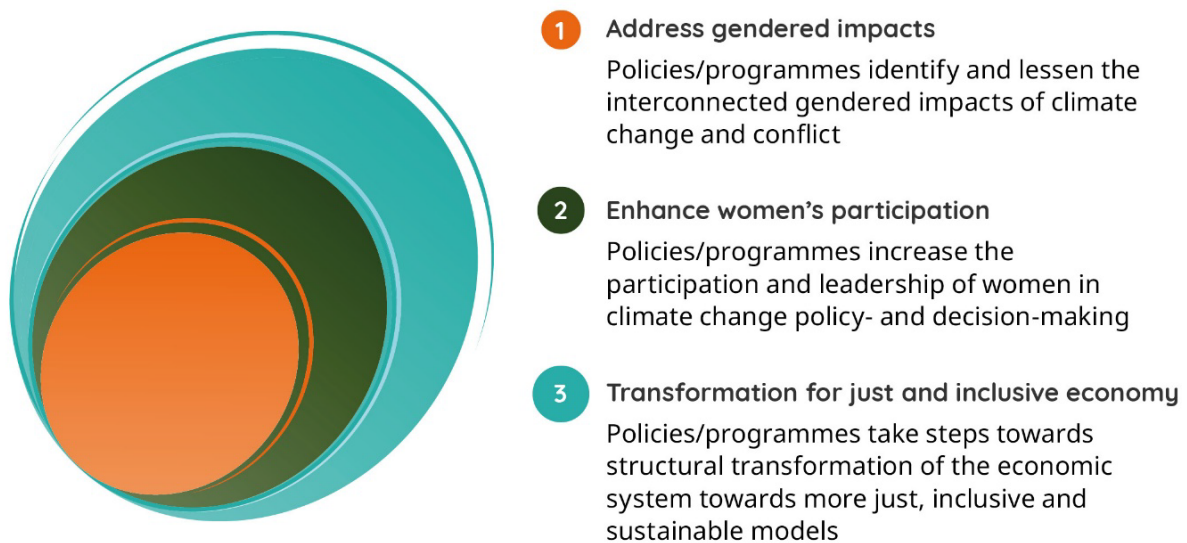 1 Address gendered impacts
Policies/programmes identify and lessen the
interconnected gendered impacts of climate
change and conflict
2 Enhance women’s participation
Policies/programmes increase the
participation and leadership of women in
climate change policy- and decision-making
3 Transformation for just and inclusive economy
Policies/programmes take steps towards
structural transformation of the economic
system towards more just, inclusive and
sustainable models